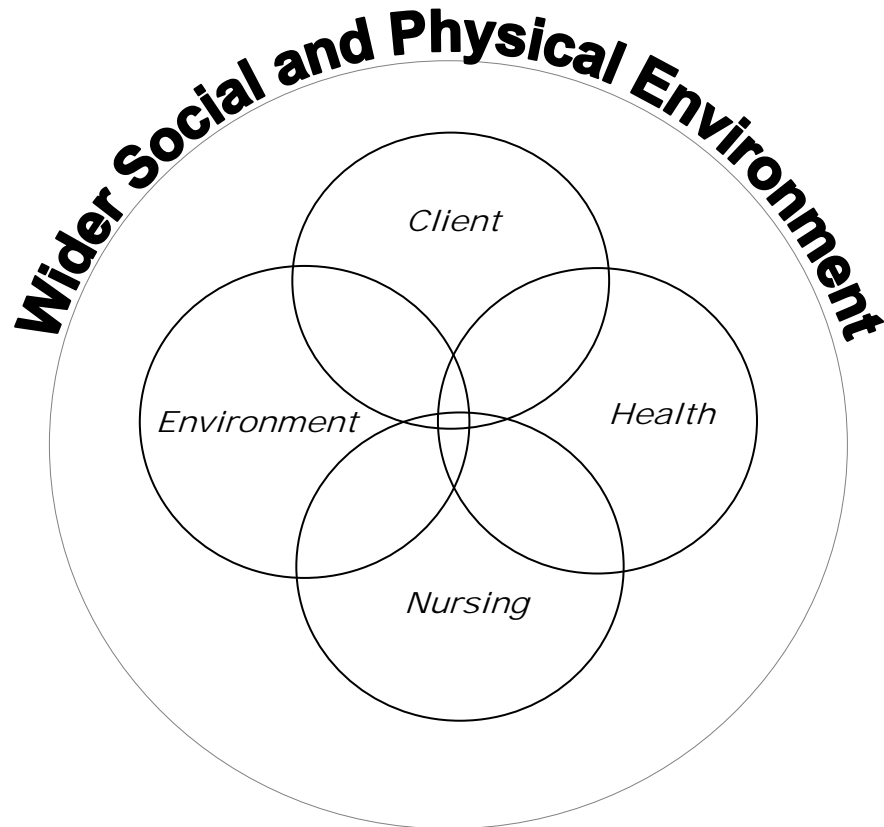 Wider Social and Physical Environment
Client
Environment
Health
Nursing